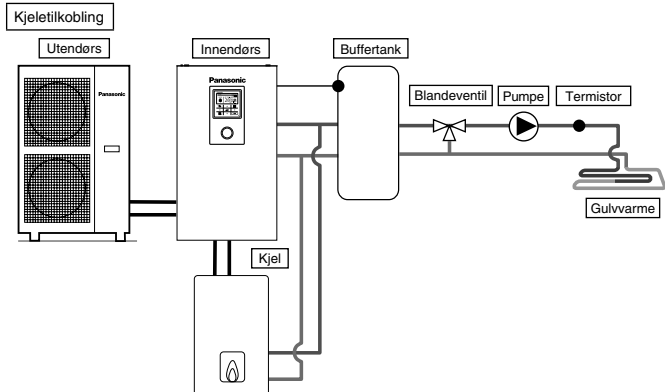 Kjeletilkobling
Utendørs
Innendørs
Buffertank
Panasonic
Panasonic
Blandeventil
Pumpe
Termistor
Gulvvarme
Kjel